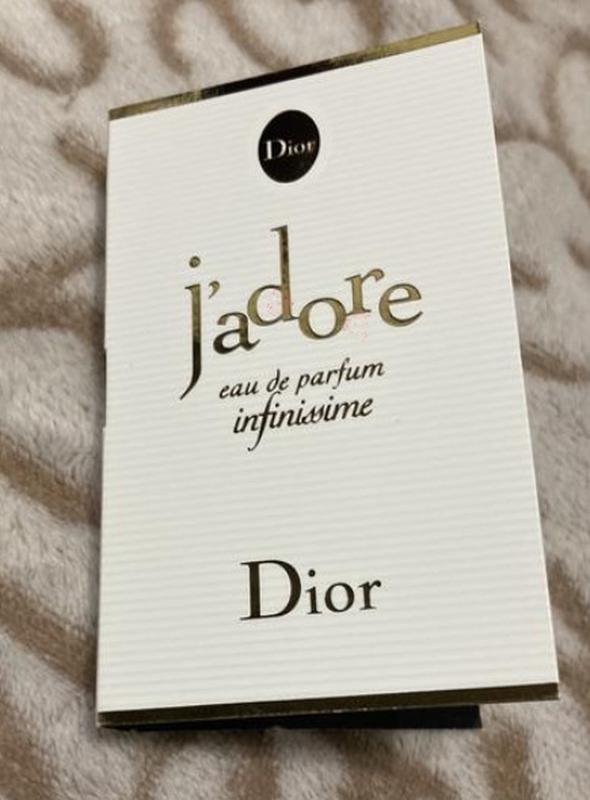 Dior
j'adore
eau de parfum
infinissime
Dior